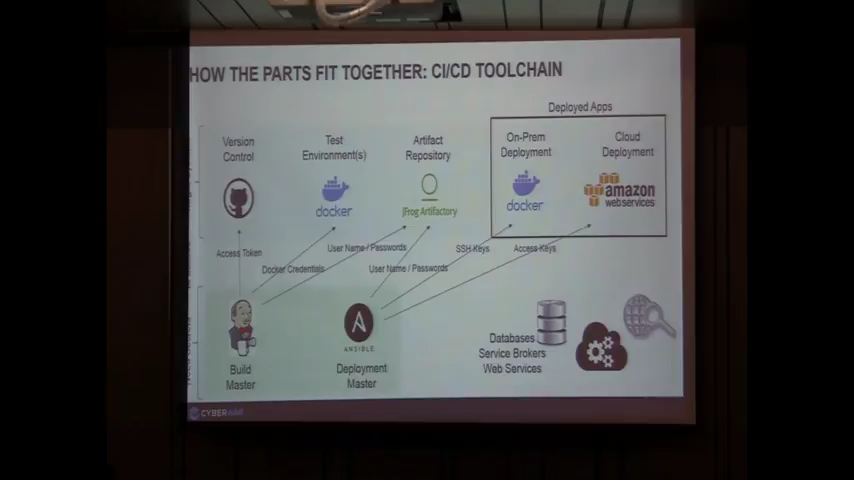 HOW THE PARTS FIT TOGETHER: CI/CD TOOLCHAIN
Deployed Apps
Version
Control
Test
Environment(s)
Artifact
Repository
On-Prem
Deployment
Cloud
Deployment
docker
JFrog Artifactory
docker
amazon
webservices
Access Token
Docker Credentials
User Name / Passwords
User Name / Passwords
SSH Keys
Access Keys
ANSIBLE
Build
Master
Deployment
Master
Databases
Service Brokers
Web Services
CYBERARK